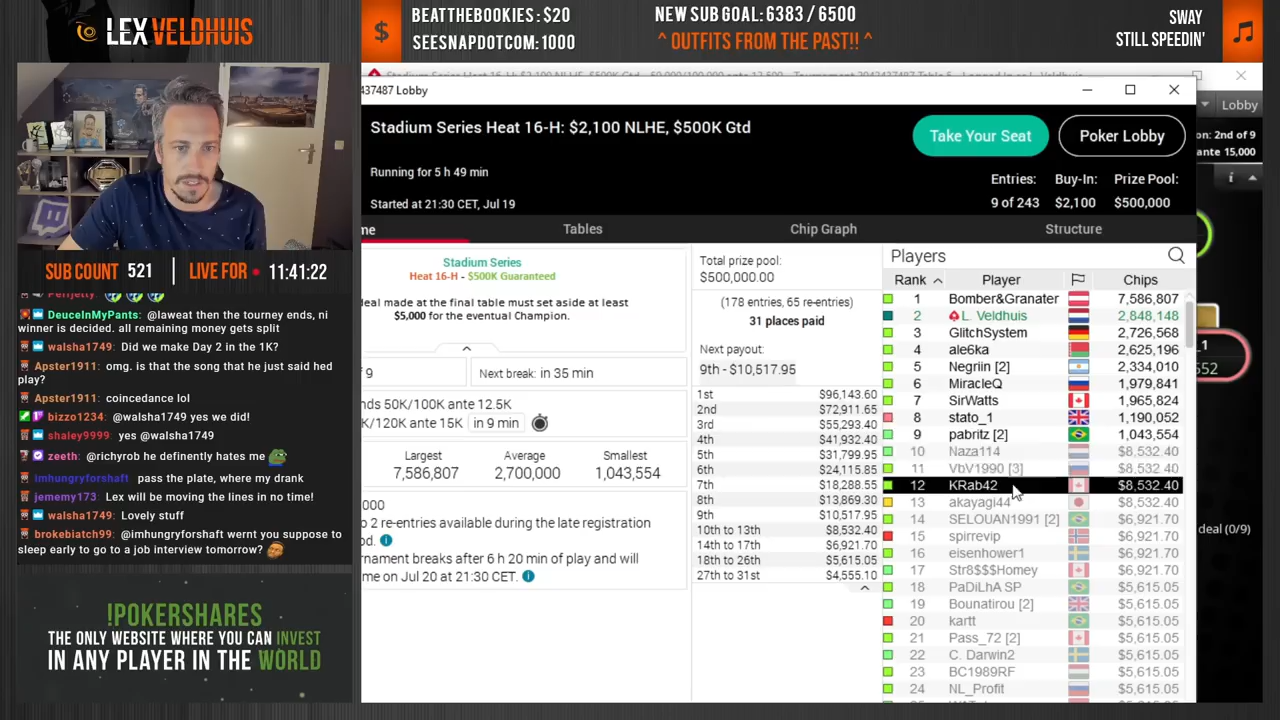 LEX VELDHUIS
$
BEATTHEBOOKIES : $20
SEESNAPDOTCOM: 1000
NEW SUB GOAL: 6383 / 6500
^ OUTFITS FROM THE PAST!! ^
SWAY
STILL SPEEDIN'
SUB COUNT 521
LIVE FOR 11:41:22
DeuceInMyPants: @laweat then the tourney ends, ni
winner is decided. all remaining money gets split
walsha1749: Did we make Day 2 in the 1K?
Apster1911: omg. is that the song that he just said hed
play?
Apster1911: coincedance lol
bizzo1234: @walsha1749 yes we did!
shaley9999: yes @walsha1749
zeeth: @richyrob he definently hates me
imhungryforshaft pass the plate, where my drank
jememy173: Lex will be moving the lines in no time!
walsha1749: Lovely stuff
brokebiatch99: @imhungryforshaft wernt you suppose to
sleep early to go to a job interview tomorrow?
!POKERSHARES
THE ONLY WEBSITE WHERE YOU CAN INVEST
IN ANY PLAYER IN THE WORLD
437487 Lobby
Lobby
on: 2nd of 9
ante 15,000
Stadium Series Heat 16-H: $2,100 NLHE, $500K Gtd
Take Your Seat
Poker Lobby
Running for 5 h 49 min
Started at 21:30 CET, Jul 19
Entries:
Buy-In:
Prize Pool:
9 of 243
$2,100
$500,000
me
Tables
Chip Graph
Structure
Stadium Series
Heat 16-H - $500K Guaranteed
deal made at the final table must set aside at least
$5,000 for the eventual Champion.
f 9
Next break: in 35 min
nds 50K/100K ante 12.5K
K/120K ante 15K in 9 min
Largest
Average
Smallest
7,586,807
2,700,000
1,043,554
000
o 2 re-entries available during the late registration
d.
rnament breaks after 6 h 20 min of play and will
me on Jul 20 at 21:30 CET.
Total prize pool:
$500,000.00
(178 entries, 65 re-entries)
31 places paid
Next payout:
9th - $10,517.95
1st $96,143.60
2nd $72,911.65
3rd $55,293.40
4th $41,932.40
5th $31,799.95
6th $24,115.85
7th $18,288.55
8th $13,869.30
9th $10,517.95
10th to 13th $8,532.40
14th to 17th $6,921.70
18th to 26th $5,615.05
27th to 31st $4,555.10
Players
Rank Player Chips
1 Bomber&Granater 7,586,807
2 L. Veldhuis 2,848,148
3 GlitchSystem 2,726,568
4 ale6ka 2,625,196
5 Negriin [2] 2,334,010
6 MiracleQ 1,979,841
7 SirWatts 1,965,824
8 stato_1 1,190,052
9 pabritz [2] 1,043,554
10 Naza114 $8,532.40
11 VbV1990 [3] $8,532.40
12 KRab42 $8,532.40
13 akayagi44 $8,532.40
14 SELOUAN1991 [2] $6,921.70
15 spirrevip $6,921.70
16 eisenhower1 $6,921.70
17 Str8$$$Homey $6,921.70
18 PaDiLhA SP $5,615.05
19 Bounatirou [2] $5,615.05
20 kartt $5,615.05
21 Pass_72 [2] $5,615.05
22 C. Darwin2 $5,615.05
23 BC1989RF $5,615.05
24 NL_Profit $5,615.05
_1
552
deal (0/9)